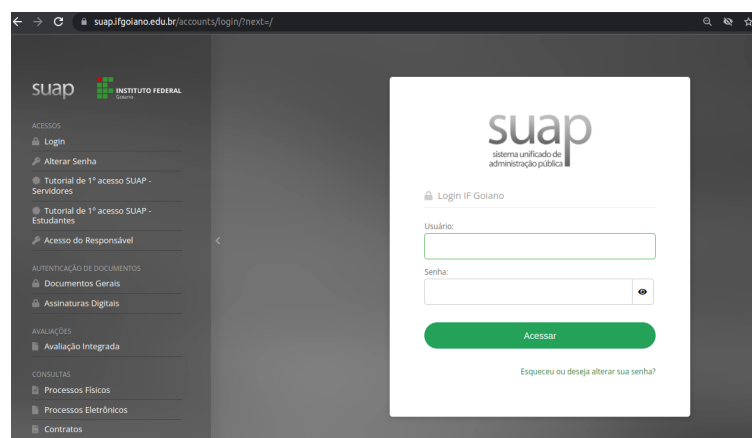 suap.ifgoiano.edu.br/accounts/login/?next=/
suap
INSTITUTO FEDERAL
Goiano
ACESSOS
Login
Alterar Senha
Tutorial de 1º acesso SUAP -
Servidores
Tutorial de 1º acesso SUAP -
Estudantes
Acesso do Responsável
AUTENTICAÇÃO DE DOCUMENTOS
Documentos Gerais
Assinaturas Digitais
AVALIAÇÕES
Avaliação Integrada
CONSULTAS
Processos Físicos
Processos Eletrônicos
Contratos
suap
sistema unificado de
administração pública
Login IF Goiano
Usuário:
Senha:
Acessar
Esqueceu ou deseja alterar sua senha?